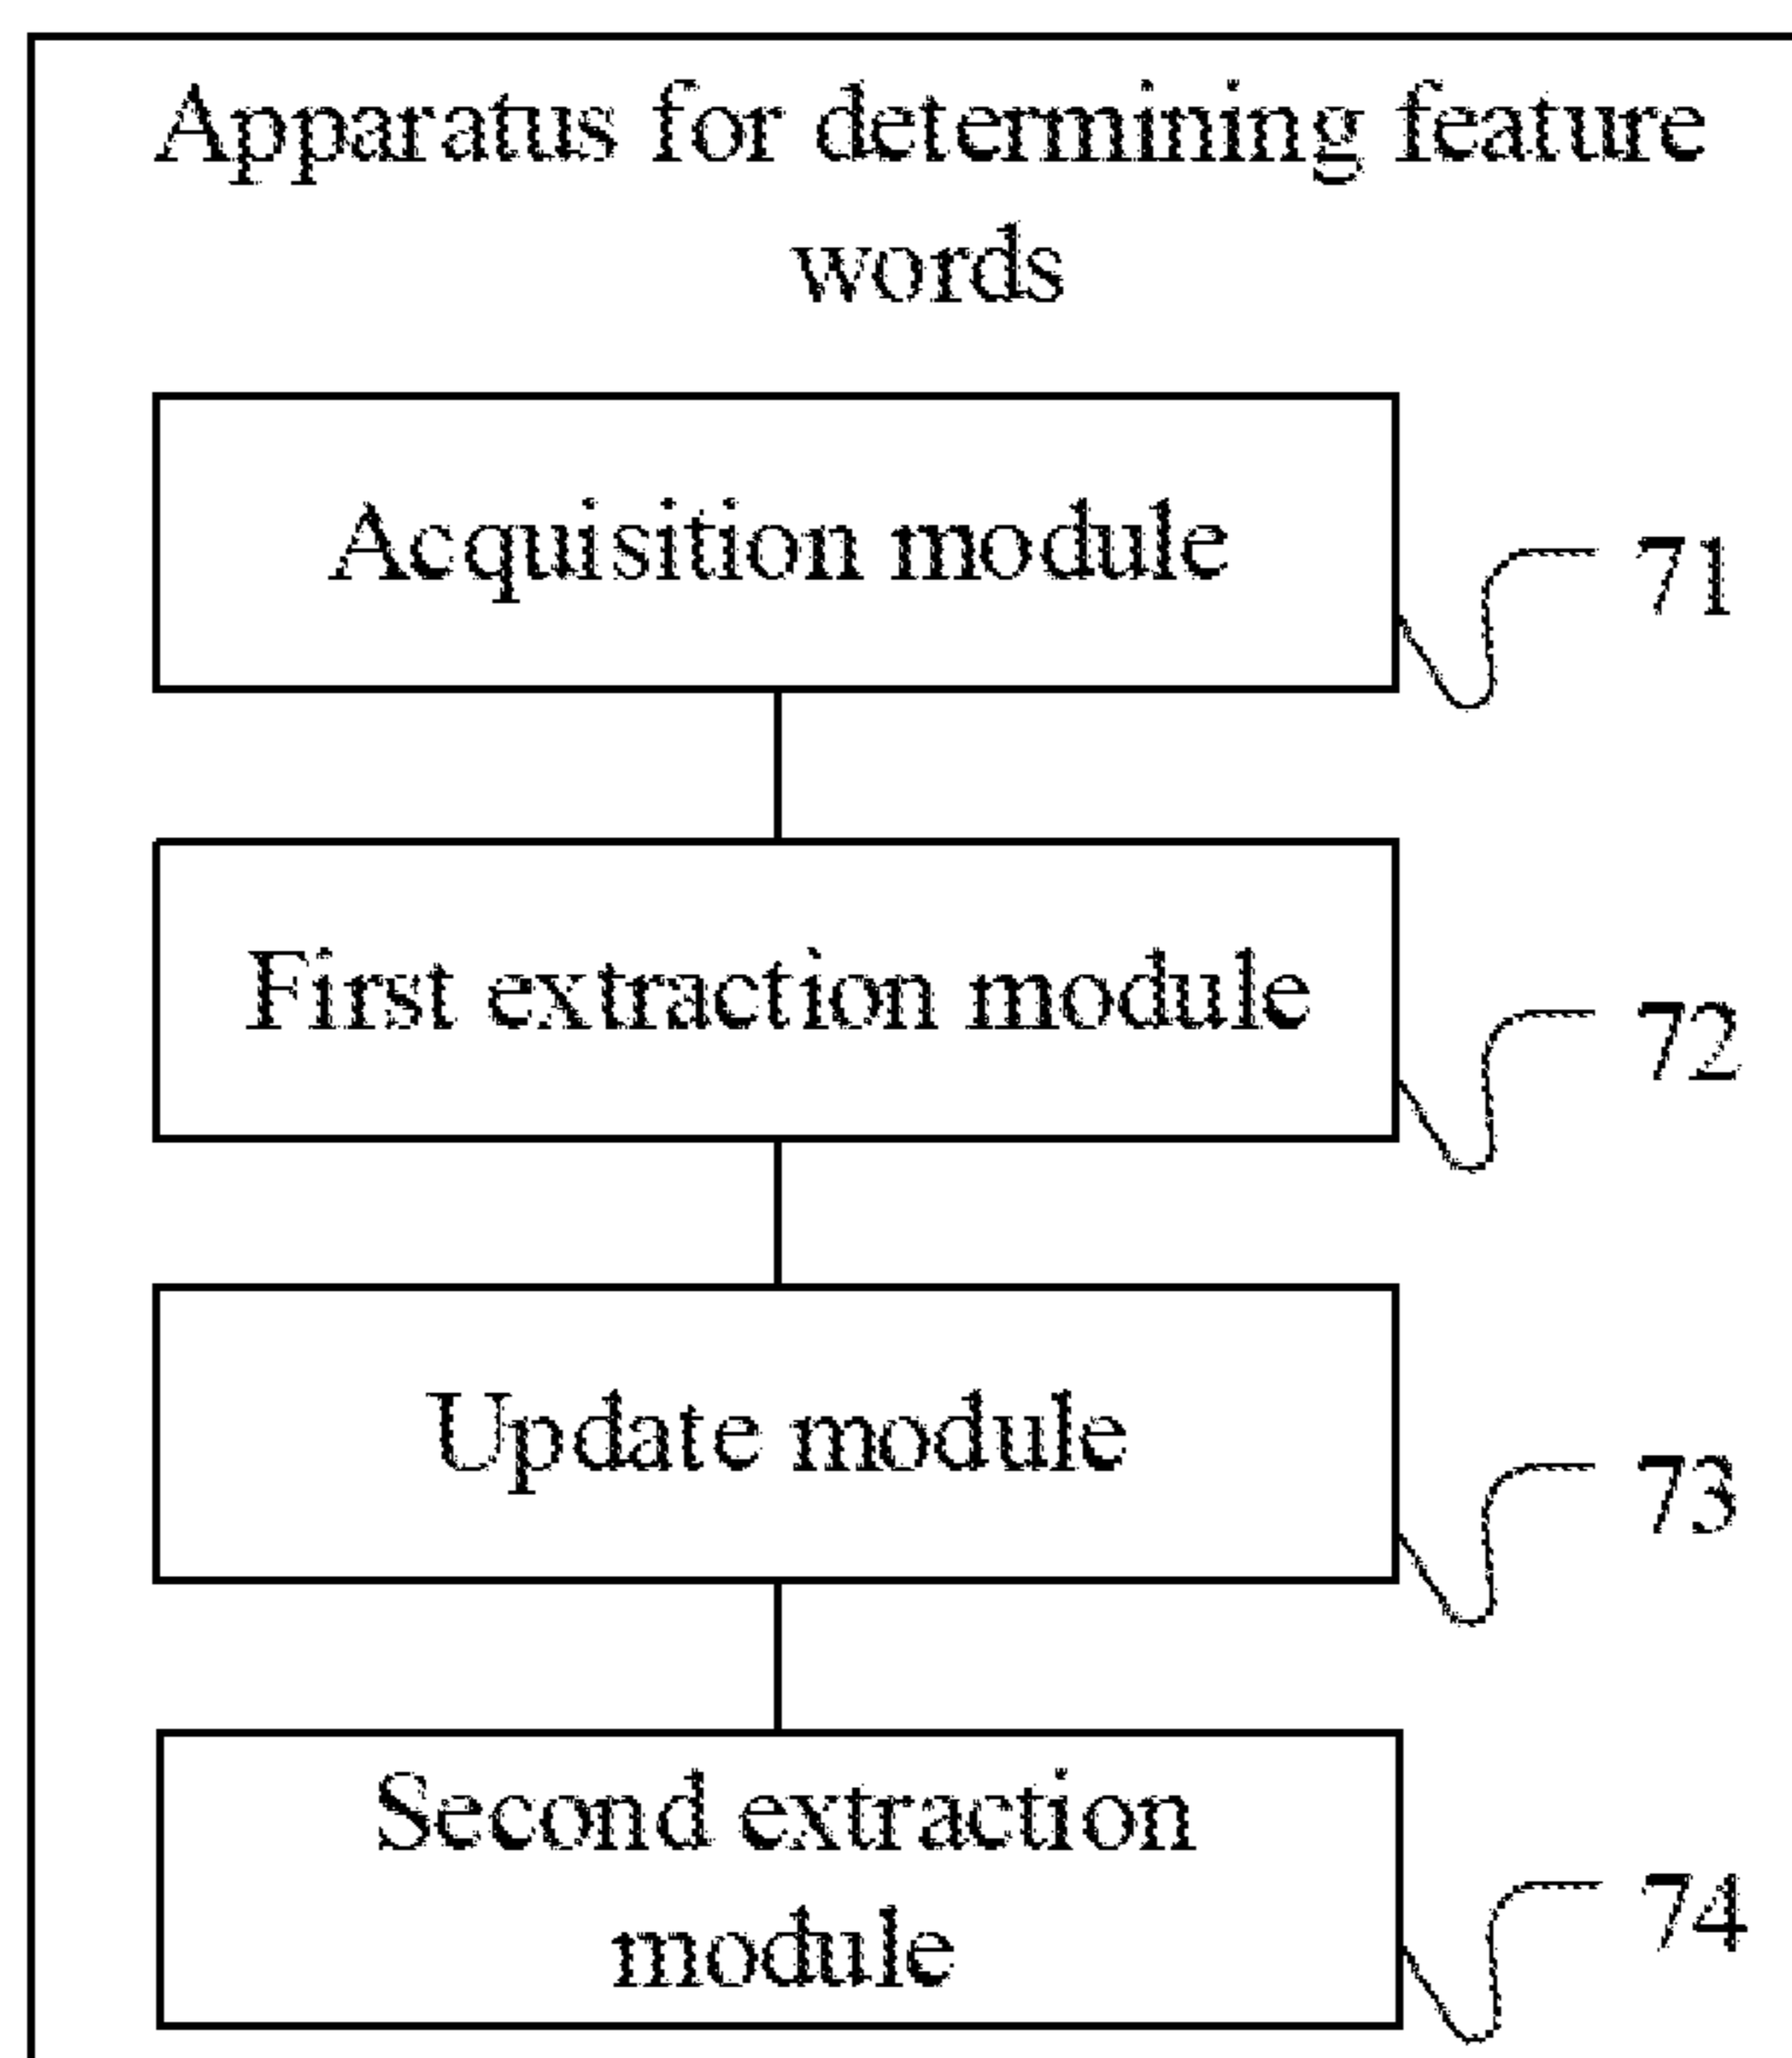 Apparatus for determining feature
words
Acquisition module
71
First extraction module
72
Update module
73
Second extraction
module
74